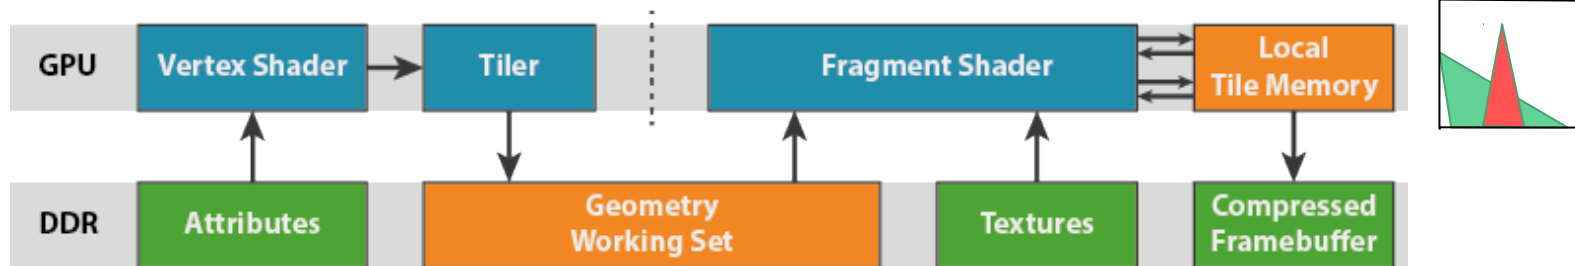 GPU
Vertex Shader
Tiler
Fragment Shader
Local
Tile Memory
DDR
Attributes
Geometry
Working Set
Textures
Compressed
Framebuffer